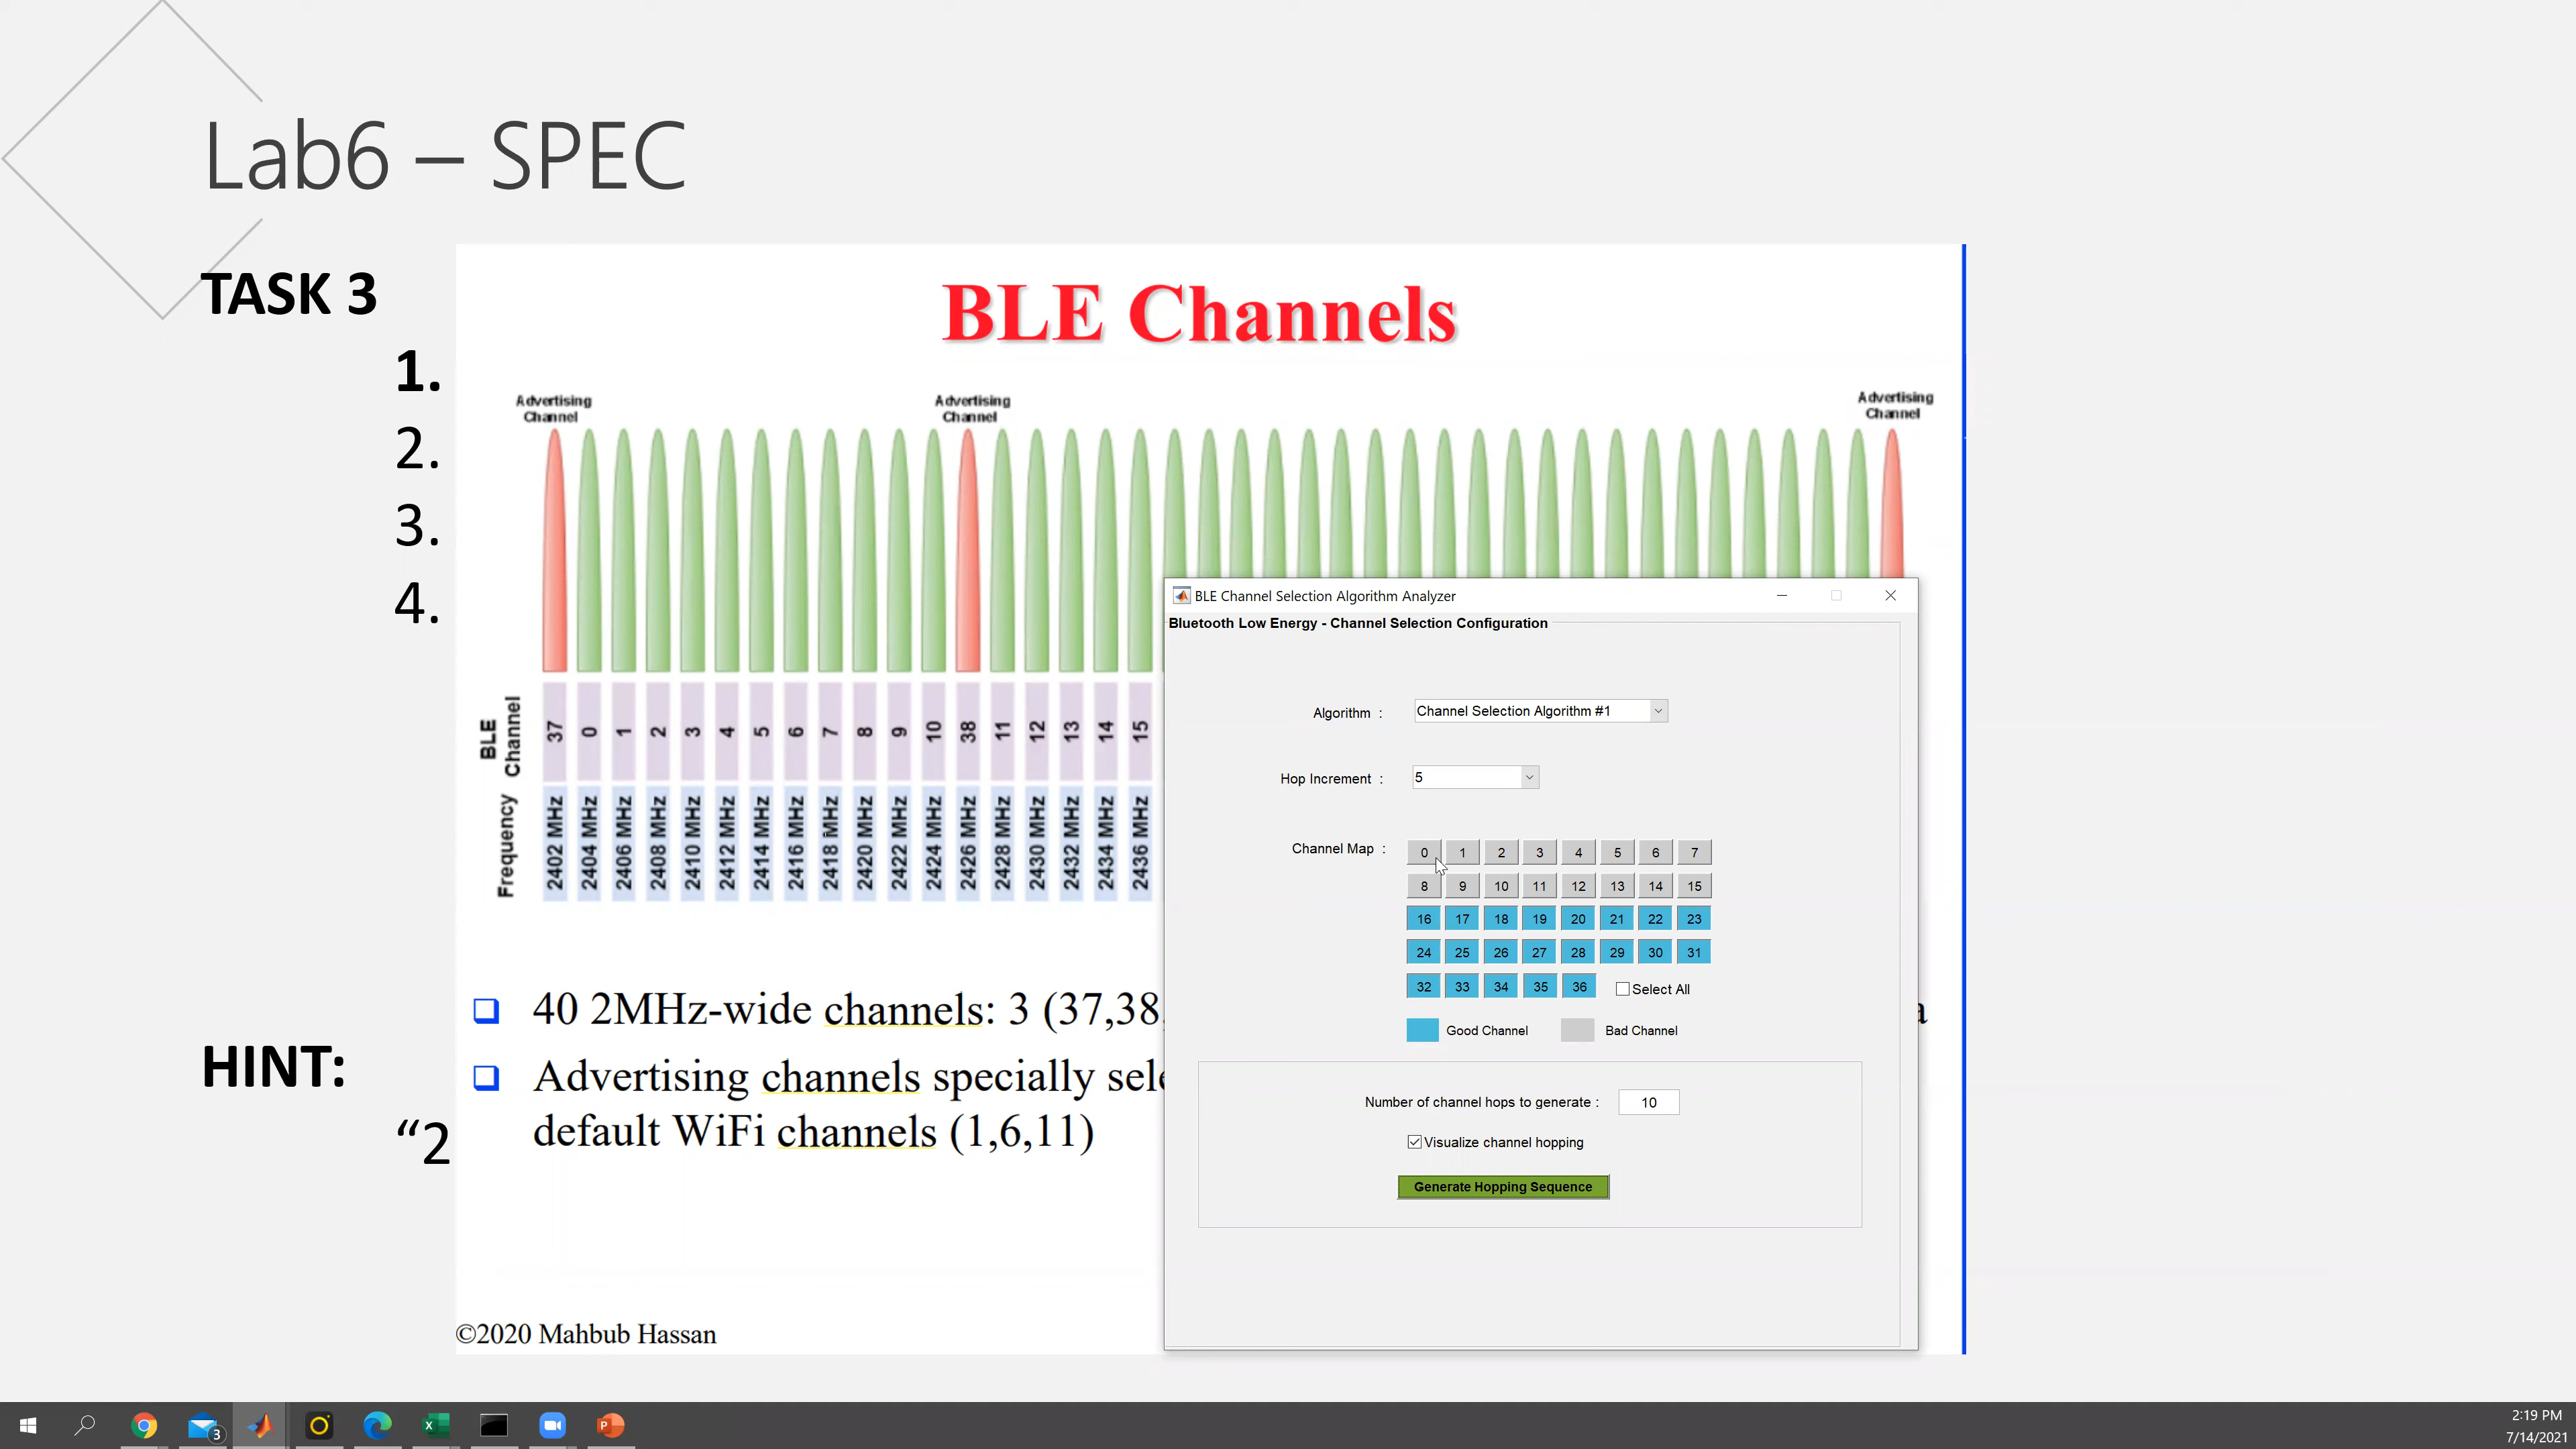 Lab6 – SPEC
TASK 3
1.
2.
3.
4.
HINT:
“2
BLE Channels
Advertising
Channel
Advertising
Channel
Advertising
Channel
BLE
Channel
37 0 1 2 3 4 5 6 7 8 9 10 38 11 12 13 14 15
Frequency
2402 MHz 2404 MHz 2406 MHz 2408 MHz 2410 MHz 2412 MHz 2414 MHz 2416 MHz 2418 MHz 2420 MHz 2422 MHz 2424 MHz 2426 MHz 2428 MHz 2430 MHz 2432 MHz 2434 MHz 2436 MHz
40 2MHz-wide channels: 3 (37,38,
a
Advertising channels specially sele
default WiFi channels (1,6,11)
©2020 Mahbub Hassan
BLE Channel Selection Algorithm Analyzer
Bluetooth Low Energy - Channel Selection Configuration
Algorithm : Channel Selection Algorithm #1
Hop Increment : 5
Channel Map : 0 1 2 3 4 5 6 7
8 9 10 11 12 13 14 15
16 17 18 19 20 21 22 23
24 25 26 27 28 29 30 31
32 33 34 35 36 Select All
Good Channel Bad Channel
Number of channel hops to generate : 10
Visualize channel hopping
Generate Hopping Sequence
3
2:19 PM
7/14/2021